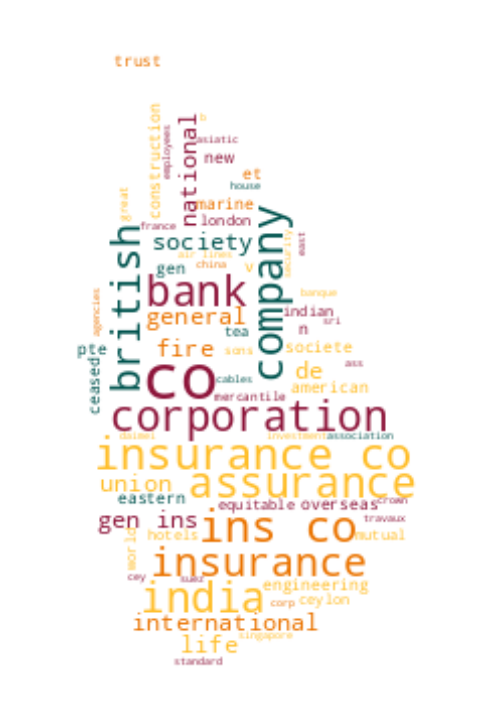 trust
construction
b
national
employees
asiatic
new
et
house
great
marine
london
france
society
company
british
air lines
security
east
gen
china
v
bank
banque
agencies
general
indian
n
sri
tea
pte
fire
sons
societe
ass
ceased
co
cables
de
american
mercantile
corporation
daimei
investment
association
insurance co
union
assurance
eastern
equitable
overseas
crown
gen ins
ins co
travaux
world
hotels
mutual
insurance
cey
suez
india
engineering
corp
ceylon
international
singapore
life
standard